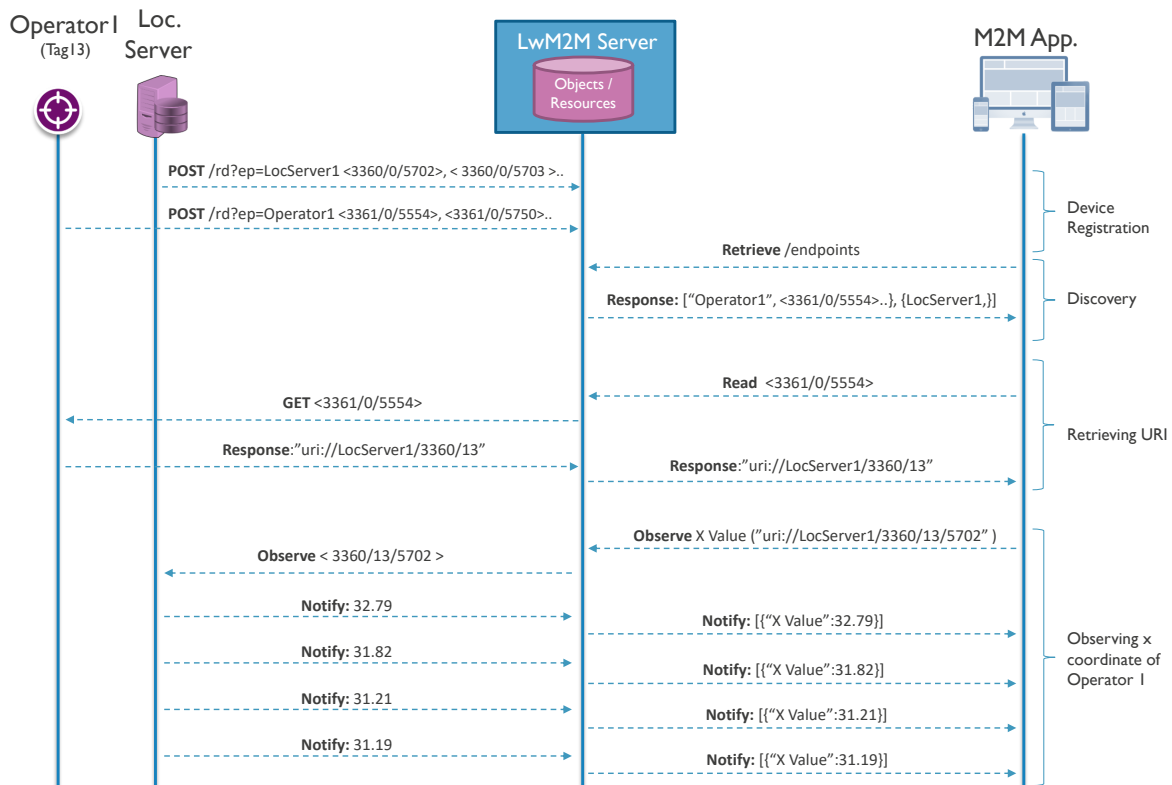 Operator1
(Tag13)
Loc.
Server
LwM2M Server
Objects /
Resources
M2M App.
POST /rd?ep=LocServer1 <3360/0/5702>, < 3360/0/5703 >..
POST /rd?ep=Operator1 <3361/0/5554>, <3361/0/5750>..
Device
Registration
Retrieve /endpoints
Response: [“Operator1”, <3361/0/5554>..}, {LocServer1,}]
Discovery
Read <3361/0/5554>
GET <3361/0/5554>
Response:”uri://LocServer1/3360/13”
Response:”uri://LocServer1/3360/13”
Retrieving URI
Observe X Value (”uri://LocServer1/3360/13/5702” )
Observe < 3360/13/5702 >
Notify: 32.79
Notify: [{“X Value”:32.79}]
Notify: 31.82
Notify: [{“X Value”:31.82}]
Notify: 31.21
Notify: [{“X Value”:31.21}]
Notify: 31.19
Notify: [{“X Value”:31.19}]
Observing x
coordinate of
Operator 1